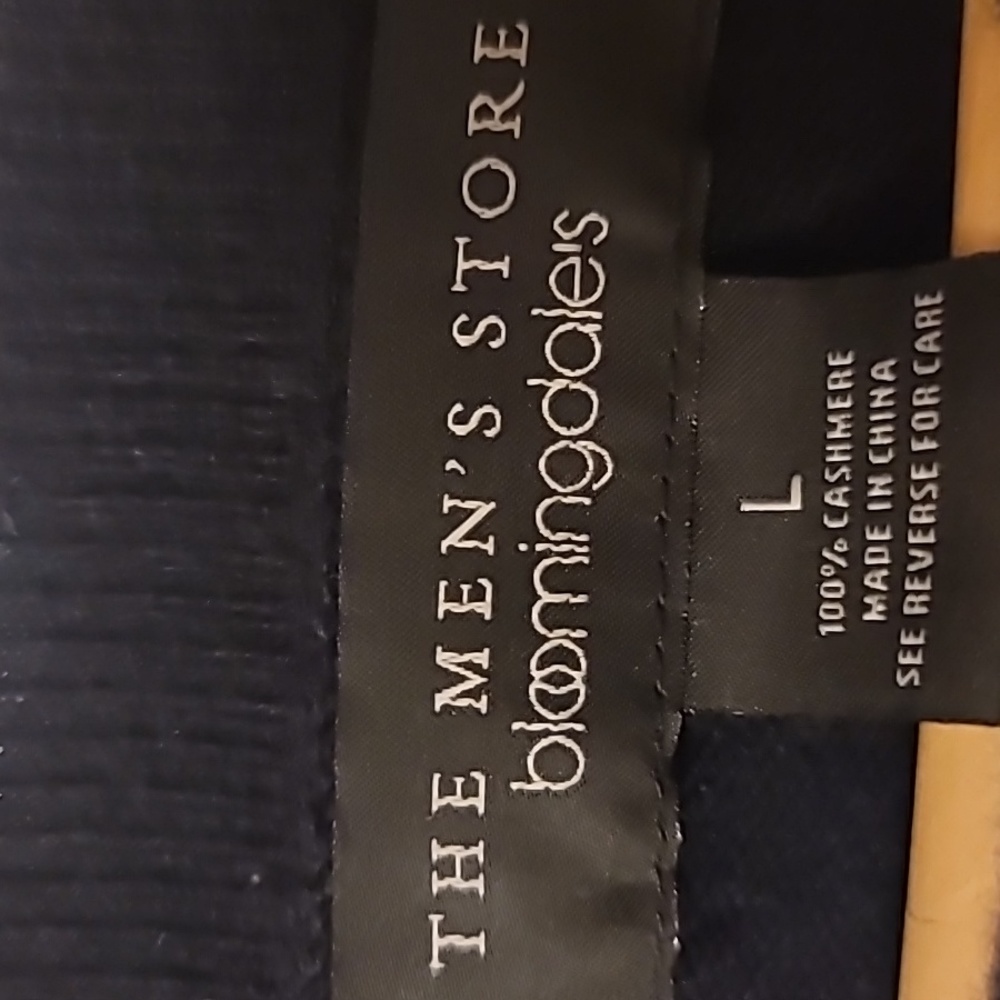 THE MEN'S STORE
bloomingdale's
L
100% CASHMERE
MADE IN CHINA
SEE REVERSE FOR CARE